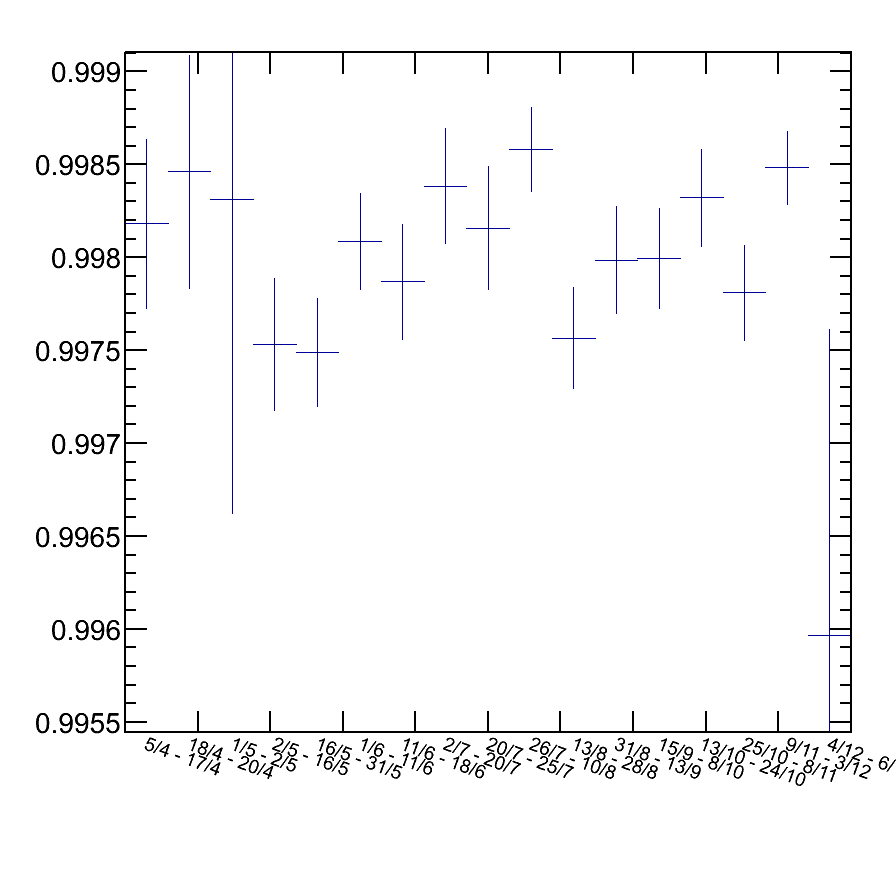 0.999
0.9985
0.998
0.9975
0.997
0.9965
0.996
0.9955
5/4 - 17/4
18/4 - 20/4
1/5 - 2/5
2/5 - 16/5
16/5 - 31/5
1/6 - 11/6
11/6 - 18/6
2/7 - 20/7
20/7 - 25/7
26/7 - 10/8
13/8 - 28/8
31/8 - 13/9
15/9 - 8/10
13/10 - 24/10
25/10 - 8/11
9/11 - 3/12
4/12 - 6/